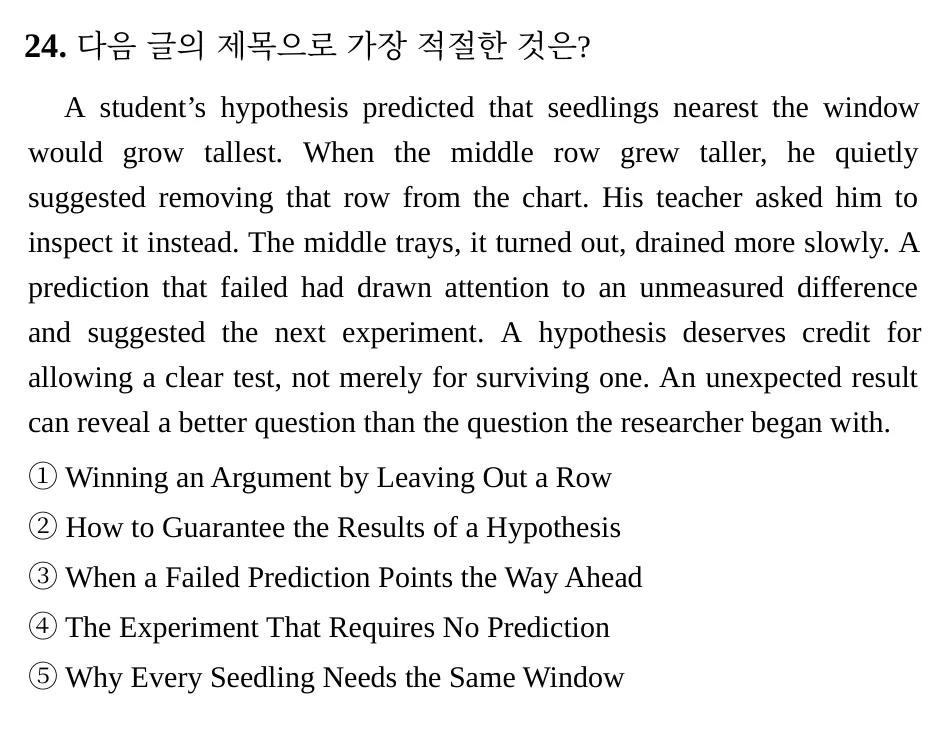 24. 다음 글의 제목으로 가장 적절한 것은?
A student’s hypothesis predicted that seedlings nearest the window
would grow tallest. When the middle row grew taller, he quietly
suggested removing that row from the chart. His teacher asked him to
inspect it instead. The middle trays, it turned out, drained more slowly. A
prediction that failed had drawn attention to an unmeasured difference
and suggested the next experiment. A hypothesis deserves credit for
allowing a clear test, not merely for surviving one. An unexpected result
can reveal a better question than the question the researcher began with.
① Winning an Argument by Leaving Out a Row
② How to Guarantee the Results of a Hypothesis
③ When a Failed Prediction Points the Way Ahead
④ The Experiment That Requires No Prediction
⑤ Why Every Seedling Needs the Same Window